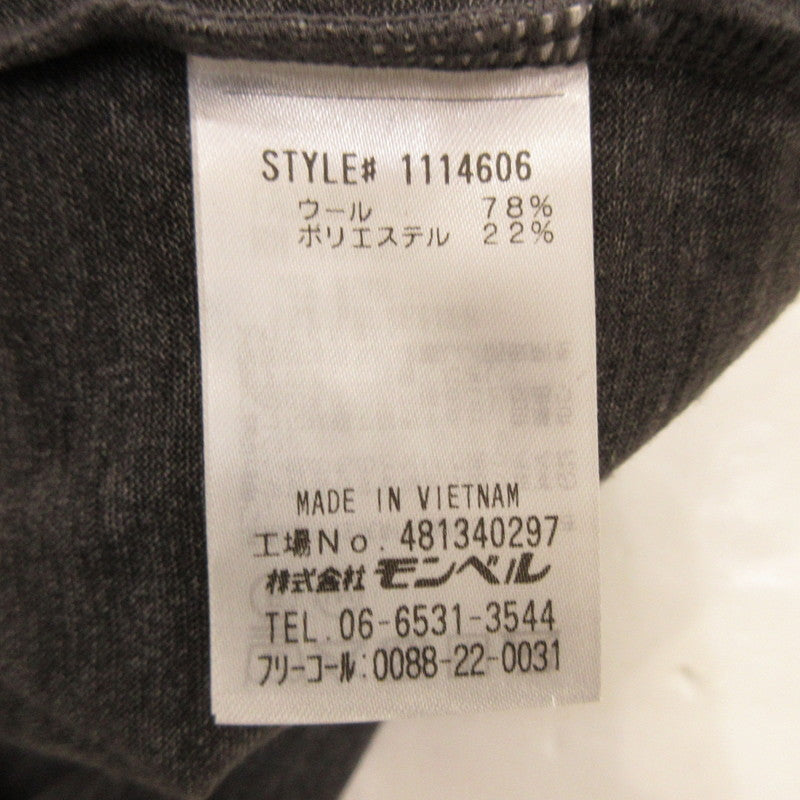 STYLE# 1114606
ウール 78%
ポリエステル 22%
MADE IN VIETNAM
工場No. 481340297
株式会社 モンベル
TEL. 06-6531-3544
フリーコール:0088-22-0031